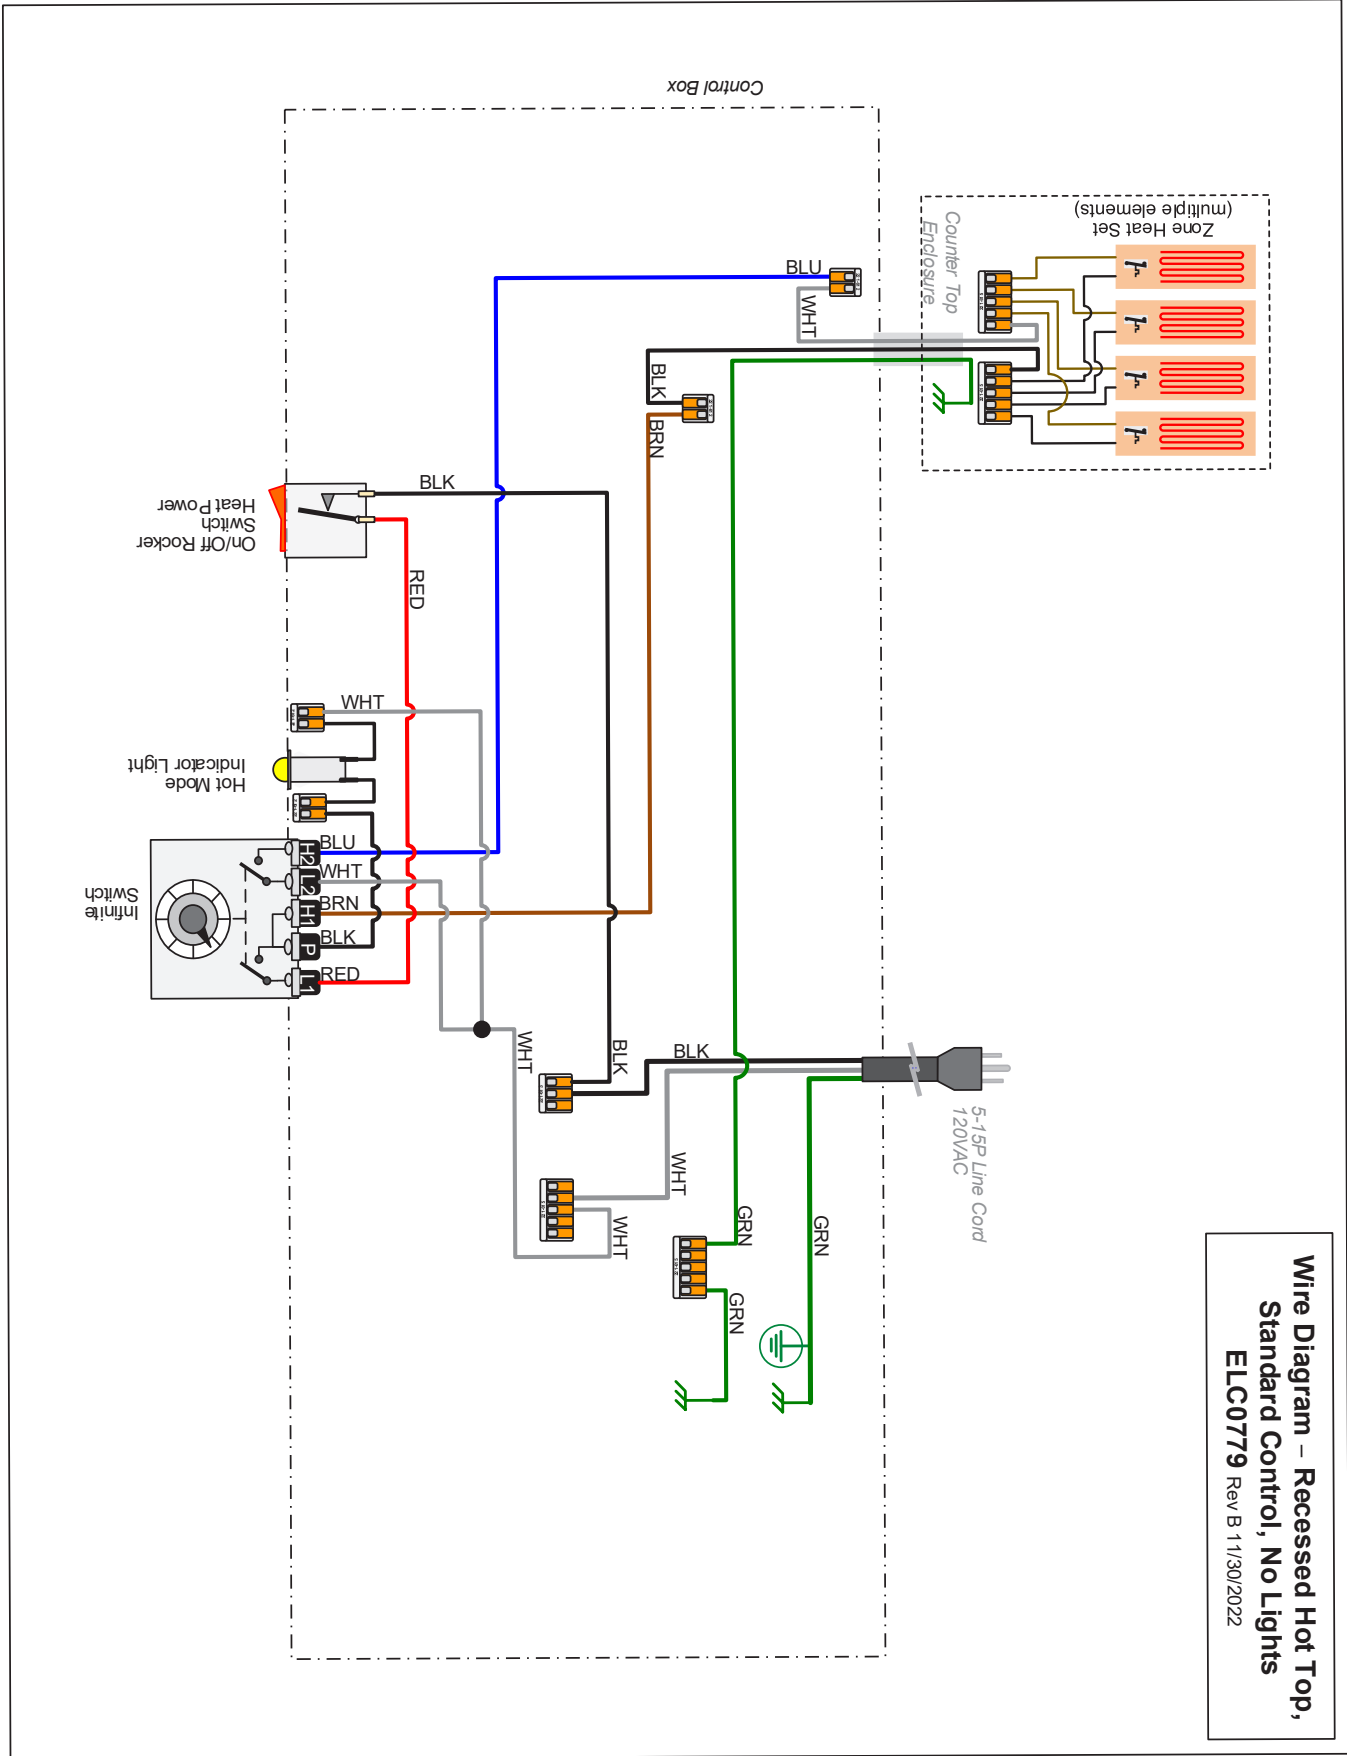 Control Box
Zone Heat Set
(multiple elements)
Counter Top
Enclosure
BLU
WHT
BLK
BRN
BLK
On/Off Rocker
Switch
Heat Power
RED
WHT
Hot Mode
Indicator Light
Infinite
Switch
H2
BLU
L2
WHT
H1
BRN
P
BLK
L1
RED
WHT
BLK
BLK
5-15P Line Cord
120VAC
WHT
WHT
GRN
GRN
GRN
Wire Diagram – Recessed Hot Top,
Standard Control, No Lights
ELC0779 Rev B 11/30/2022